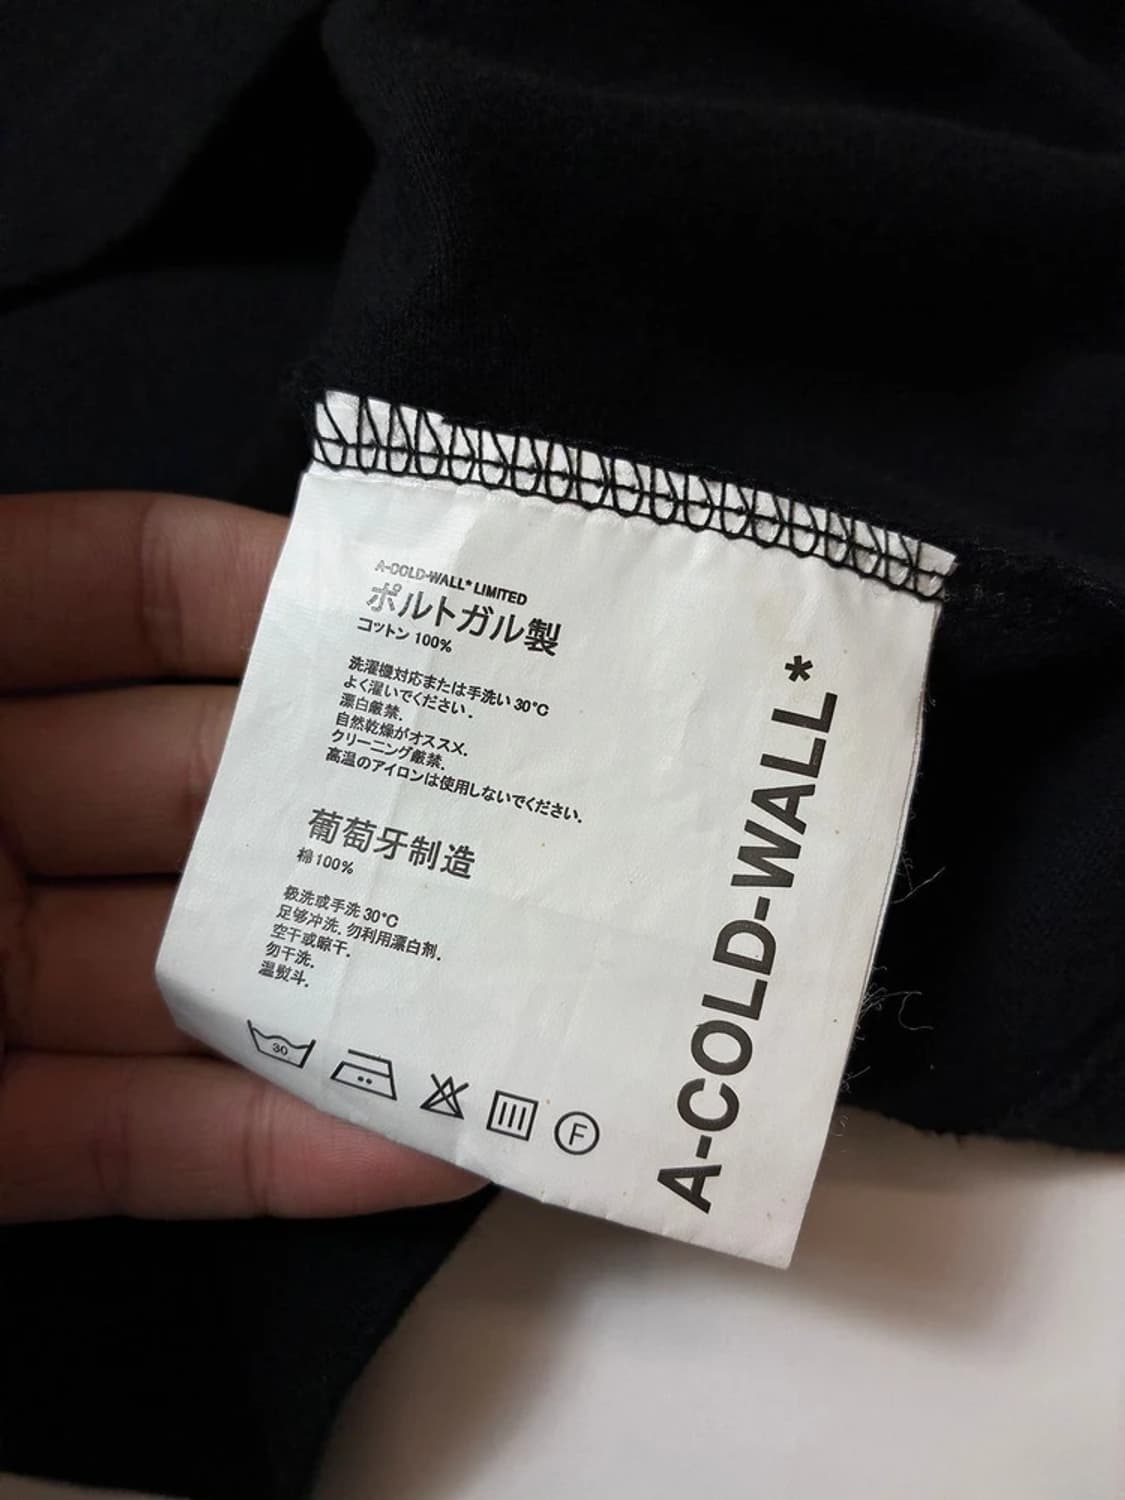 A-COLD-WALL* LIMITED
ポルトガル製
コットン 100%
洗濯機対応または手洗い 30°C
よく濯いでください.
漂白厳禁.
自然乾燥がオススメ.
クリーニング厳禁.
高温のアイロンは使用しないでください.
葡萄牙制造
棉 100%
极洗或手洗 30°C
足够冲洗. 勿利用漂白剂.
空干或晾干.
勿干洗.
温熨斗.
30
F
A-COLD-WALL*